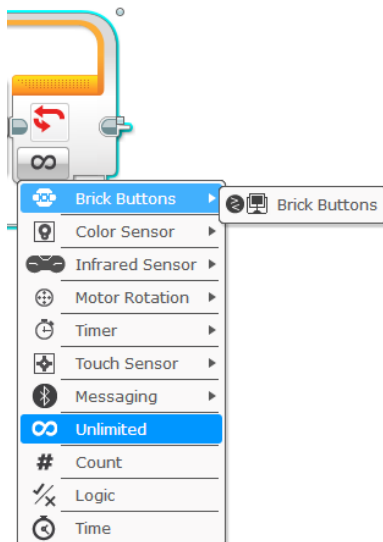 ∞
Brick Buttons
Brick Buttons
Color Sensor
Infrared Sensor
Motor Rotation
Timer
Touch Sensor
Messaging
∞ Unlimited
# Count
Logic
Time